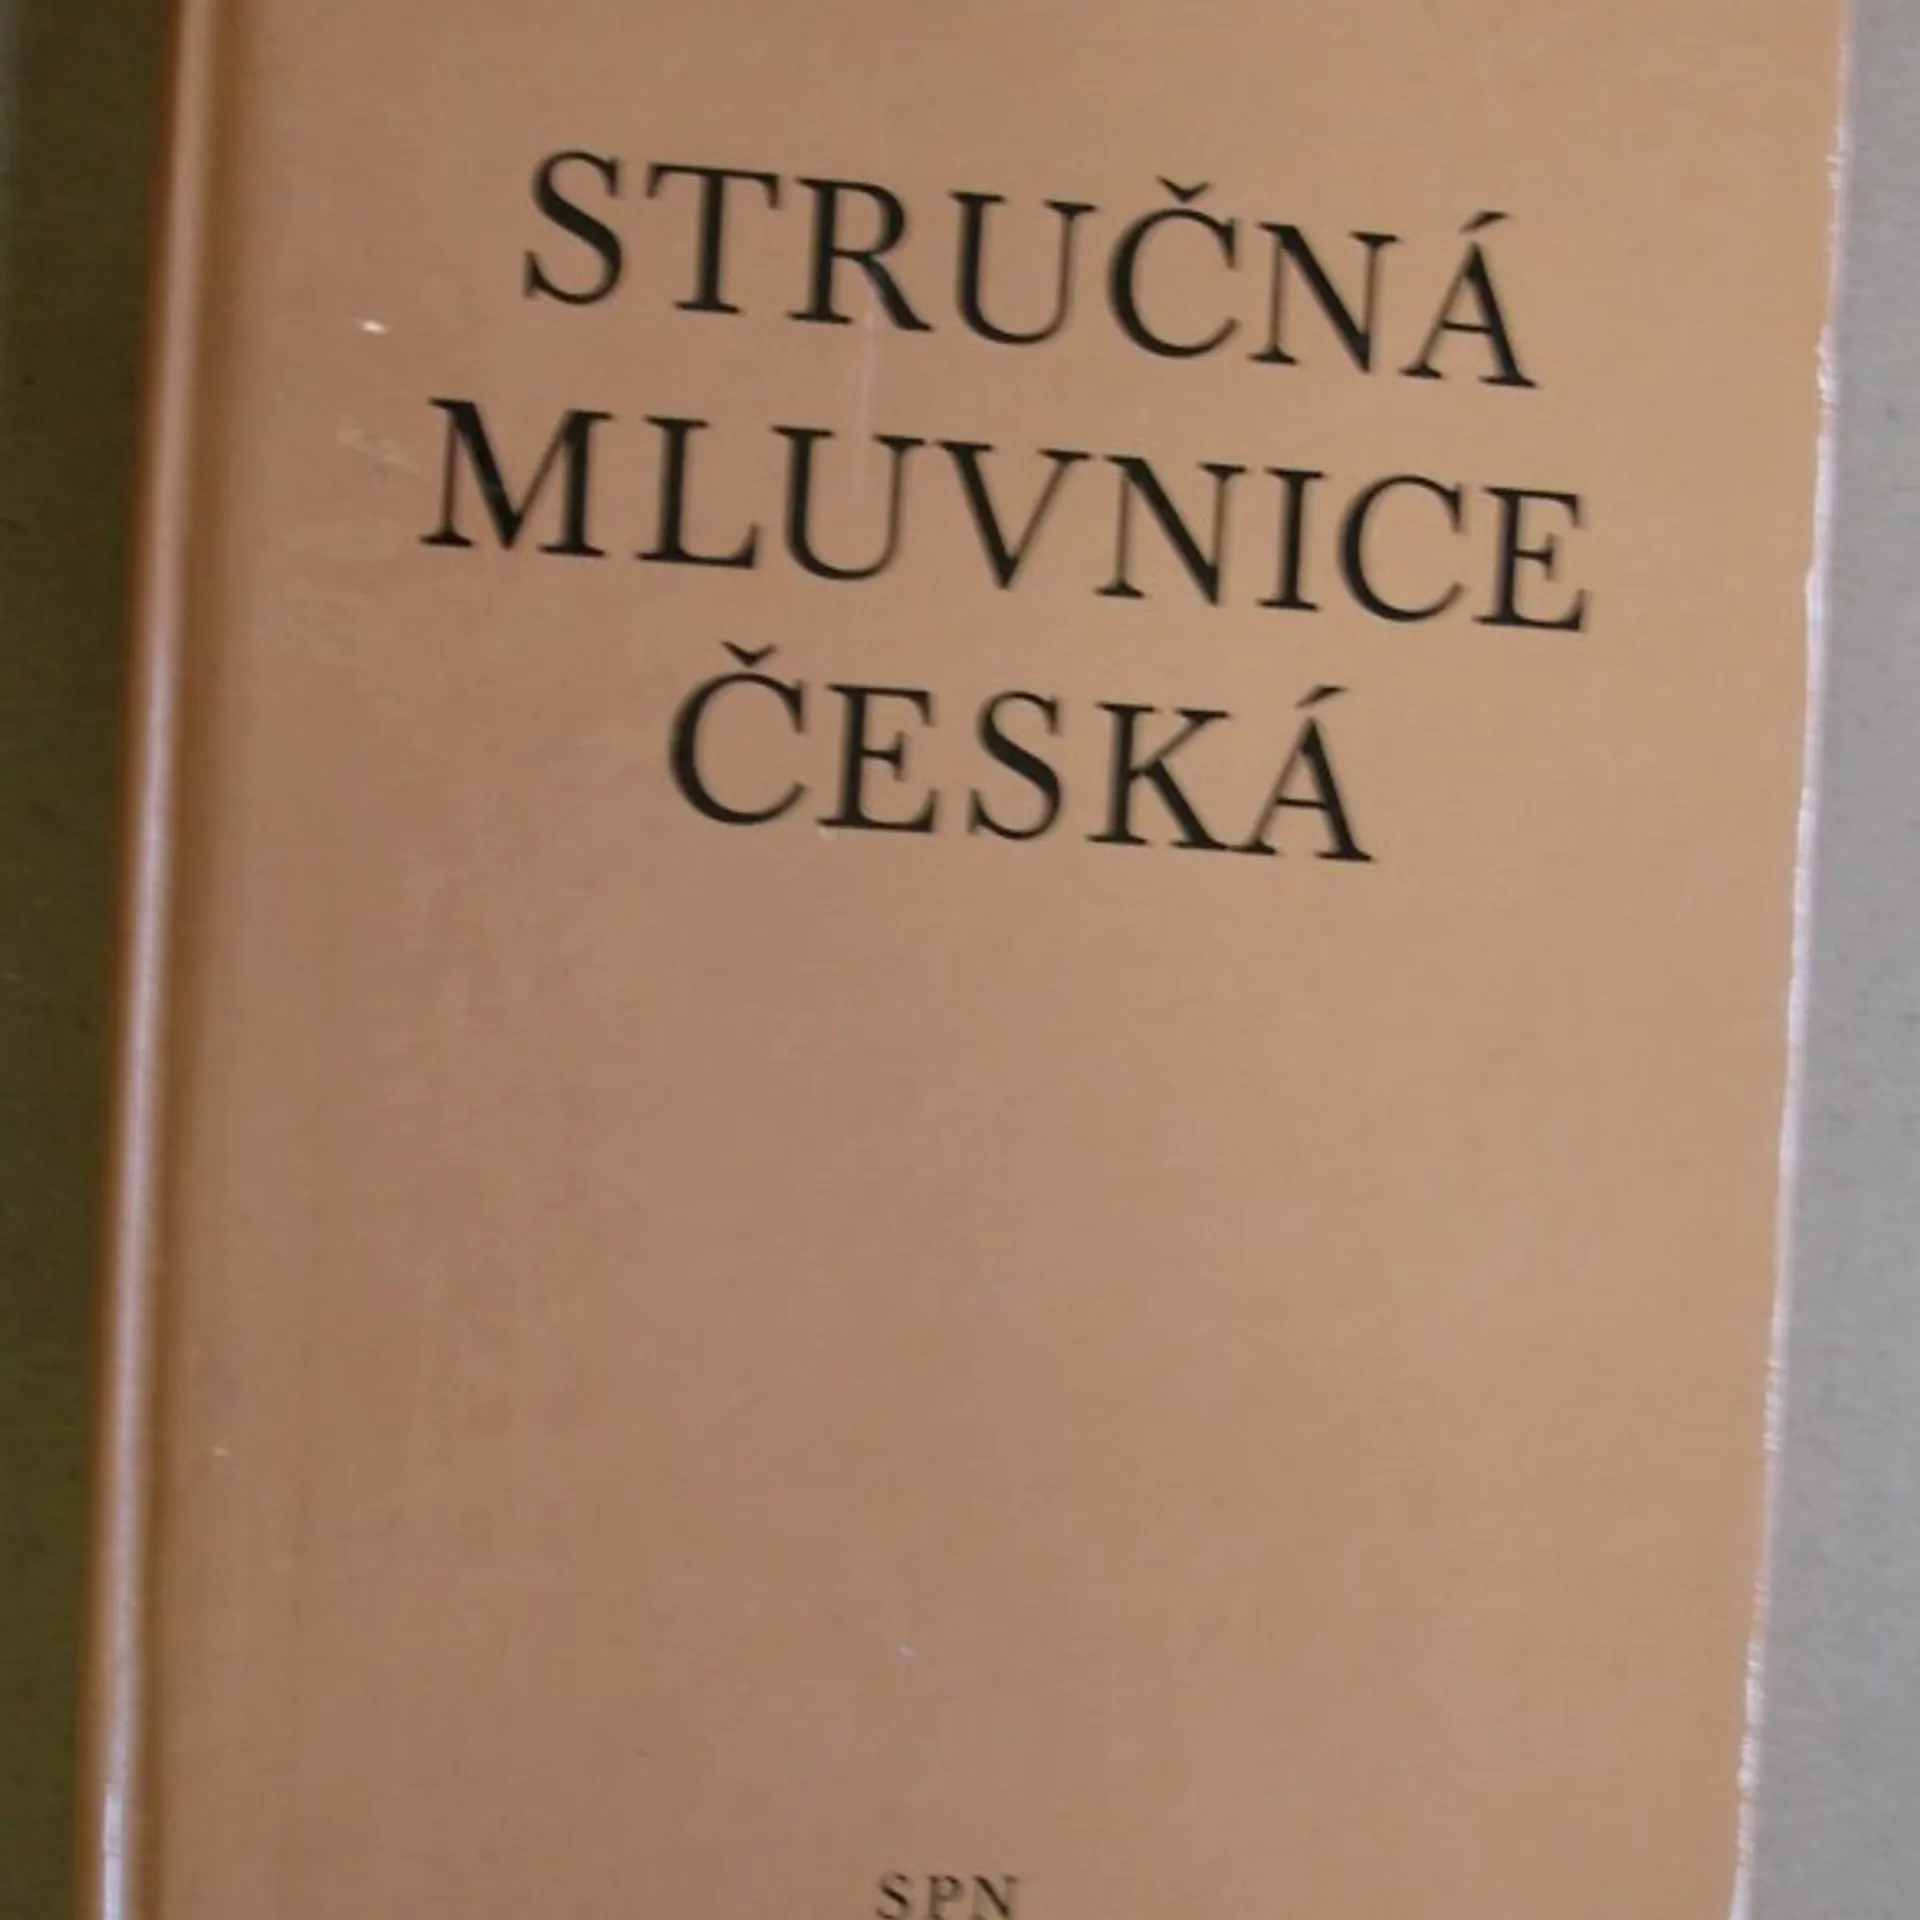 STRUČNÁ
MLUVNICE
ČESKÁ
SPN